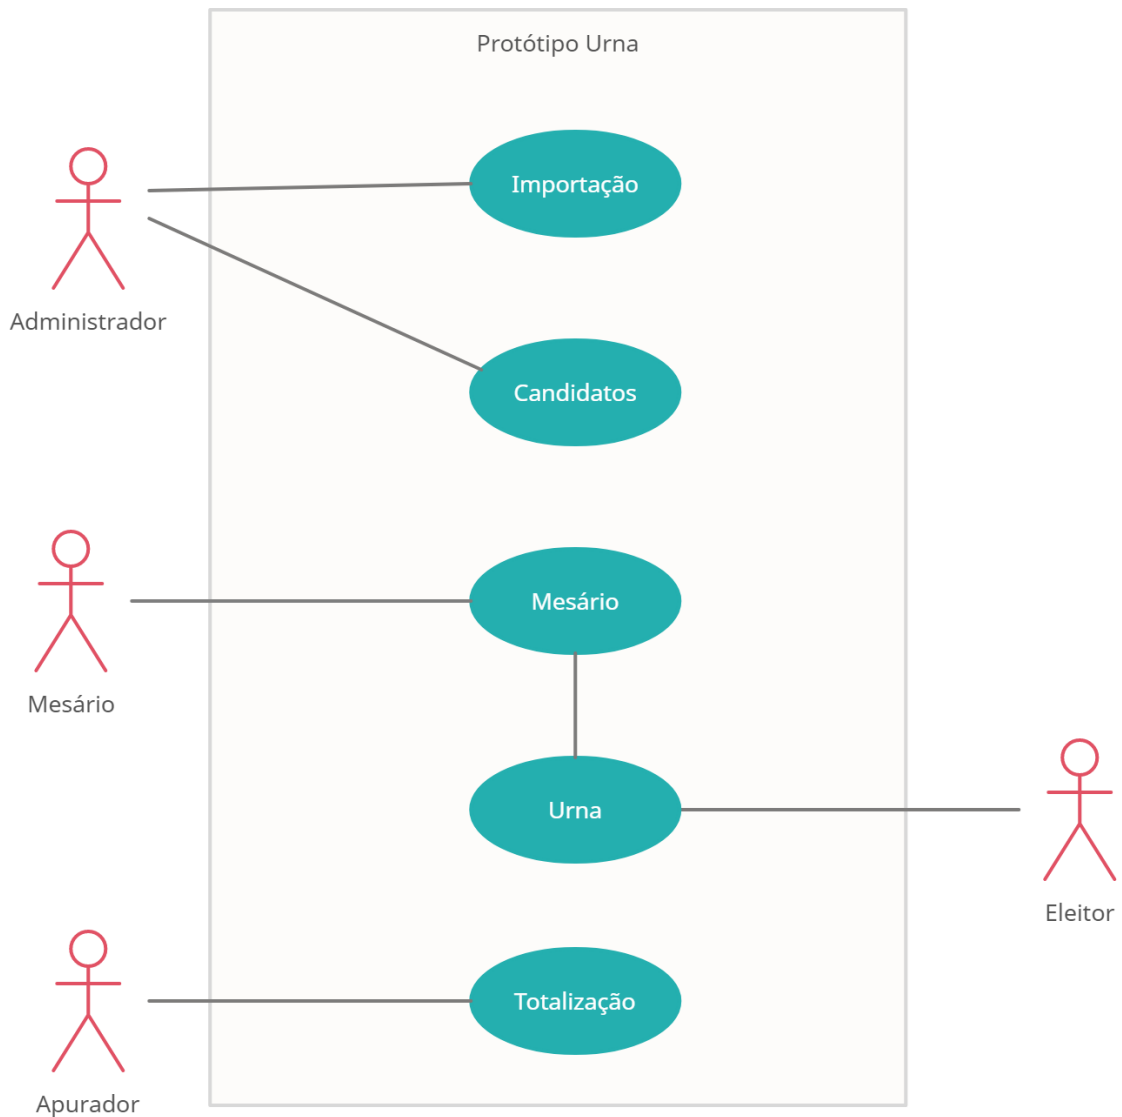 Protótipo Urna
Importação
Administrador
Candidatos
Mesário
Mesário
Urna
Eleitor
Totalização
Apurador